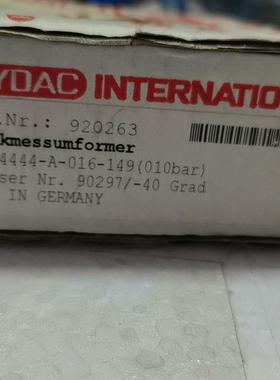 YDAC INTERNATIO
.Nr.: 920263
kmessumformer
4444-A-016-149(010bar)
ser Nr. 90297/-40 Grad
IN GERMANY